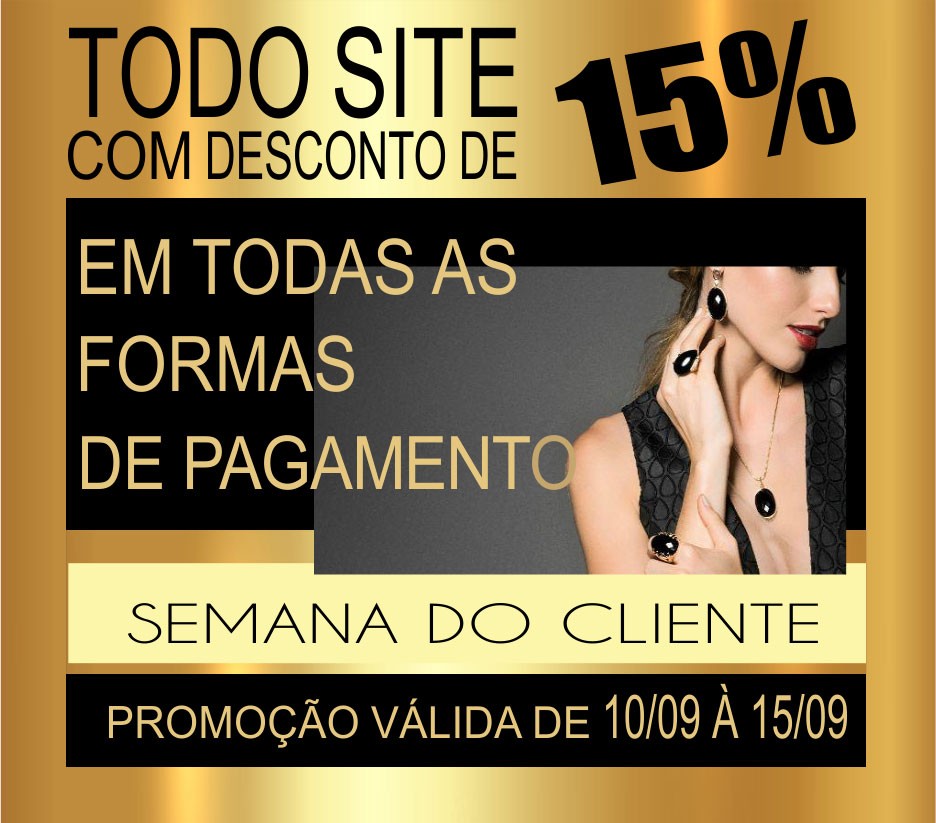 TODO SITE
COM DESCONTO DE
15%
EM TODAS AS
FORMAS
DE PAGAMENTO
SEMANA DO CLIENTE
PROMOÇÃO VÁLIDA DE 10/09 À 15/09